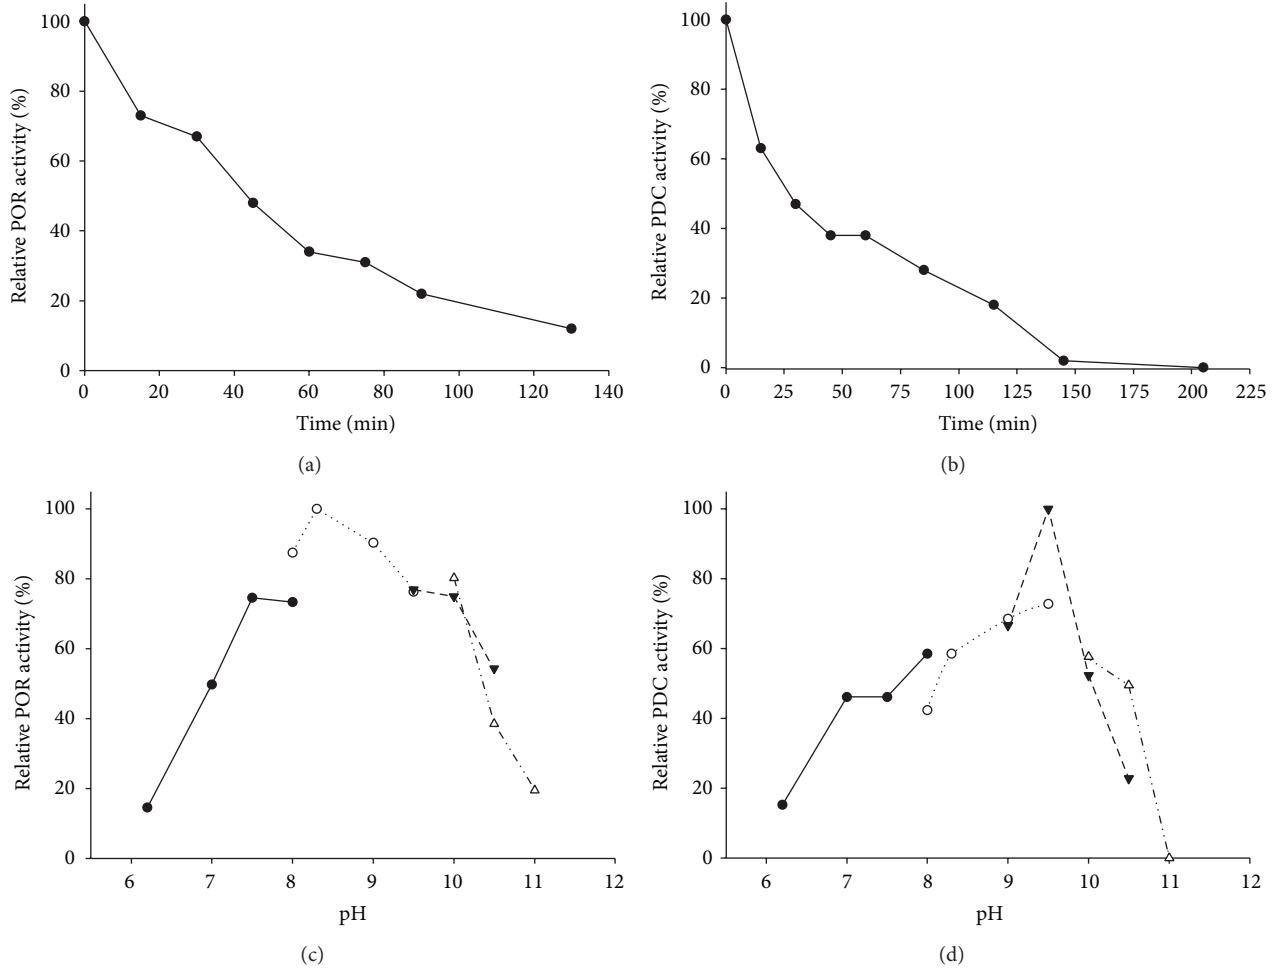 Relative POR activity (%)
100
80
60
40
20
0
0 20 40 60 80 100 120 140
Time (min)
(a)
Relative PDC activity (%)
100
80
60
40
20
0
0 25 50 75 100 125 150 175 200 225
Time (min)
(b)
Relative POR activity (%)
100
80
60
40
20
0
6 7 8 9 10 11 12
pH
(c)
Relative PDC activity (%)
100
80
60
40
20
0
6 7 8 9 10 11 12
pH
(d)